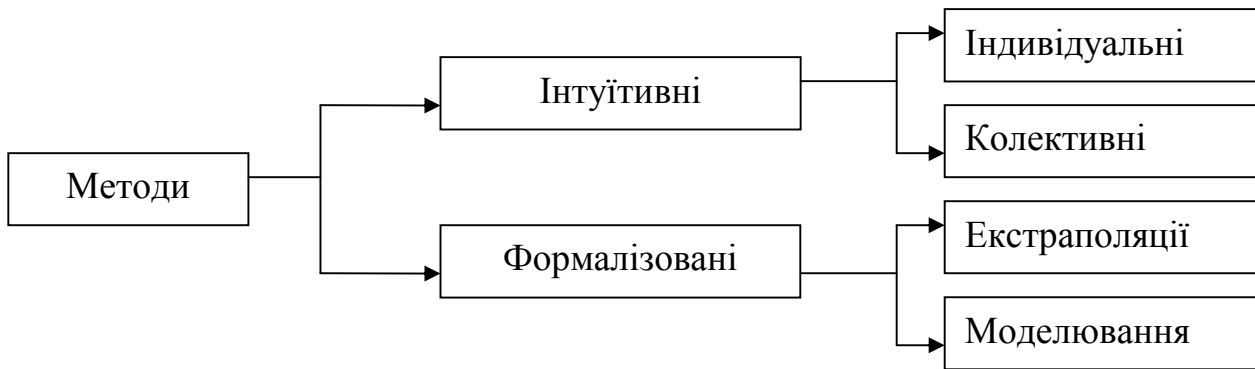 Методи
Інтуїтивні
Формалізовані
Індивідуальні
Колективні
Екстраполяції
Моделювання